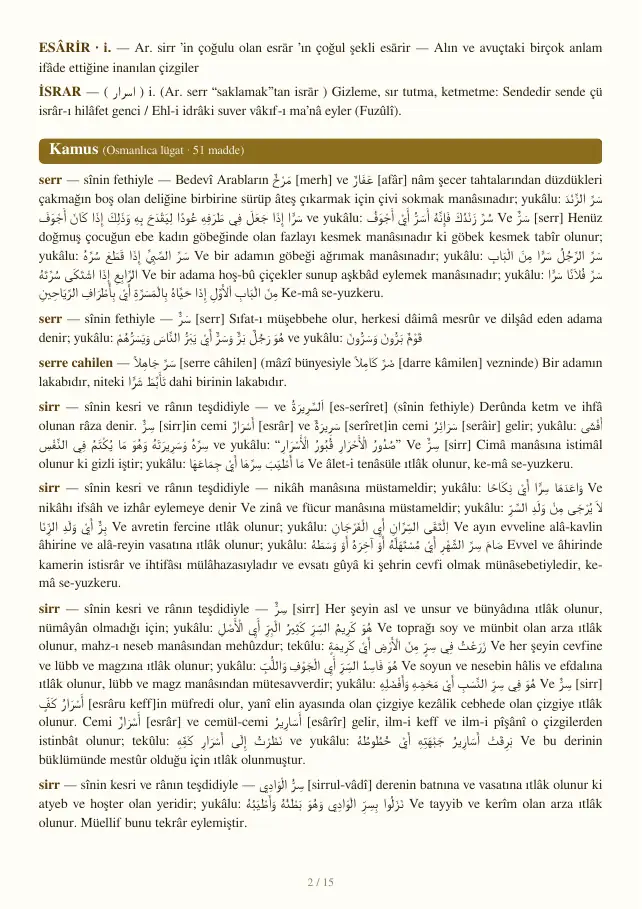 ESÂRİR · i. — Ar. sirr 'in çoğulu olan esrār 'ın çoğul şekli esārir — Alın ve avuçtaki birçok anlam
ifâde ettiğine inanılan çizgiler
İSRAR — ( اسرار ) i. (Ar. serr “saklamak”tan isrār ) Gizleme, sır tutma, ketmetme: Sendedir sende çü
isrâr-ı hilâfet genci / Ehl-i idrâki suver vâkıf-ı ma'nâ eyler (Fuzûlî).
Kamus (Osmanlıca lügat · 51 madde)
serr — sînin fethiyle — Bedevî Arabların مَرْخٌ [merh] ve عَفَارٌ [afâr] nâm şecer tahtalarından düzdükleri
çakmağın boş olan deliğine birbirine sürüp âteş çıkarmak için çivi sokmak manâsınadır; yukâlu: سَرَّ الزَّنْدَ
سَرًّا إِذَا جَعَلَ فِي طَرَفِهِ عُودًا لِيَقْدَحَ بِهِ وَذَلِكَ إِذَا كَانَ أَجْوَفَ ve yukâlu: سُرَّ زَنْدُكَ فَإِنَّهُ أَسَرُّ أَيْ أَجْوَفُ Ve سَرٌّ [serr] Henüz
doğmuş çocuğun ebe kadın göbeğinde olan fazlayı kesmek manâsınadır ki göbek kesmek tabîr olunur;
yukâlu: سَرَّ الصَّبِيَّ إِذَا قَطَعَ سُرَّهُ Ve bir adamın göbeği ağrımak manâsınadır; yukâlu: سَرَّ الرَّجُلُ سَرًّا مِنَ الْبَابِ
الرَّابِعِ إِذَا اشْتَكَى سُرَّتَهُ Ve bir adama hoş-bû çiçekler sunup aşkbâd eylemek manâsınadır; yukâlu: سَرَّ فُلَانًا سَرًّا
مِنَ الْبَابِ الْأَوَّلِ إِذَا حَيَّاهُ بِالْمَسَرَّةِ أَيْ بِأَطْرَافِ الرَّيَاحِينِ Ke-mâ se-yuzkeru.
serr — sînin fethiyle — سَرٌّ [serr] Sıfat-ı müşebbehe olur, herkesi dâimâ mesrûr ve dilşâd eden adama
denir; yukâlu: هُوَ رَجُلٌ بَرٌّ وَسَرٌّ أَيْ يَبَرُّ النَّاسَ وَيَسُرُّهُمْ ve yukâlu: قَوْمٌ بَرُّونَ وَسَرُّونَ
serre cahilen — سَرَّ جَاهِلاً [serre câhilen] (mâzî bünyesiyle ضَرَّ كَامِلاً [darre kâmilen] vezninde) Bir adamın
lakabıdır, niteki تَأَبَّطَ شَرًّا dahi birinin lakabıdır.
sirr — sînin kesri ve rânın teşdidiyle — ve اَلسَّرِيرَةُ [es-serîret] (sînin fethiyle) Derûnda ketm ve ihfâ
olunan râza denir. سِرٌّ [sirr]in cemi أَسْرَارٌ [esrâr] ve سَرِيرَةٌ [serîret]in cemi سَرَائِرُ [serâir] gelir; yukâlu: أَفْشَى
سِرَّهُ وَسَرِيرَتَهُ وَهُوَ مَا يُكْتَمُ فِي النَّفْسِ ve yukâlu: “صُدُورُ الْأَحْرَارِ قُبُورُ الْأَسْرَارِ” Ve سِرٌّ [sirr] Cimâ manâsına istimâl
olunur ki gizli iştir; yukâlu: مَا أَطْيَبَ سِرَّهَا أَيْ جِمَاعَهَا Ve âlet-i tenâsüle ıtlâk olunur, ke-mâ se-yuzkeru.
sirr — sînin kesri ve rânın teşdidiyle — nikâh manâsına müstameldir; yukâlu: وَاعَدَهَا سِرًّا أَيْ نِكَاحًا Ve
nikâhı ifsâh ve izhâr eylemeye denir Ve zinâ ve fücur manâsına müstameldir; yukâlu: لاَ يُرْجَى مِنْ وَلَدِ السِّرِّ
بِرٌّ أَيْ وَلَدِ الزِّنَا Ve avretin fercine ıtlâk olunur; yukâlu: اِلْتَقَى السِّرَّانِ أَيِ الْفَرْجَانِ Ve ayın evveline alâ-kavlin
âhirine ve alâ-reyin vasatına ıtlâk olunur; yukâlu: صَامَ سِرَّ الشَّهْرِ أَيْ مُسْتَهَلَّهُ أَوْ آخِرَهُ أَوْ وَسَطَهُ Evvel ve âhirinde
kamerin istisrâr ve ihtifâsı mülâhazasıyladır ve evsatı gûyâ ki şehrin cevfi olmak münâsebetiyledir, ke-
mâ se-yuzkeru.
sirr — sînin kesri ve rânın teşdidiyle — سِرٌّ [sirr] Her şeyin asl ve unsur ve bünyâdına ıtlâk olunur,
nümâyân olmadığı için; yukâlu: هُوَ كَرِيمُ السِّرِّ كَثِيرُ الْبِرِّ أَيِ الْأَصْلِ Ve toprağı soy ve münbit olan arza ıtlâk
olunur, mahz-ı neseb manâsından mehûzdur; tekûlu: زَرَعْتُ فِي سِرٍّ مِنَ الْأَرْضِ أَيْ كَرِيمَةٍ Ve her şeyin cevfine
ve lübb ve magzına ıtlâk olunur; yukâlu: هُوَ فَاسِدُ السِّرِّ أَيِ الْجَوْفِ وَاللُّبِّ Ve soyun ve nesebin hâlis ve efdalına
ıtlâk olunur, lübb ve magz manâsından mütesavverdir; yukâlu: هُوَ فِي سِرِّ النَّسَبِ أَيْ مَحْضِهِ وَأَفْضَلِهِ Ve سِرٌّ [sirr]
أَسْرَارُ كَفٍّ [esrâru keff]in müfredi olur, yanî elin ayasında olan çizgiye kezâlik cebhede olan çizgiye ıtlâk
olunur. Cemi أَسْرَارٌ [esrâr] ve cemül-cemi أَسَارِيرُ [esârîr] gelir, ilm-i keff ve ilm-i pîşânî o çizgilerden
istinbât olunur; tekûlu: نَظَرْتُ إِلَى أَسْرَارِ كَفِّهِ ve yukâlu: بَرِقَتْ أَسَارِيرُ جَبْهَتِهِ أَيْ خُطُوطُهُ Ve bu derinin
büklümünde mestûr olduğu için ıtlâk olunmuştur.
sirr — sînin kesri ve rânın teşdidiyle — سِرُّ الْوَادِي [sirrul-vâdî] derenin batnına ve vasatına ıtlâk olunur ki
atyeb ve hoşter olan yeridir; yukâlu: نَزَلُوا بِسِرِّ الْوَادِي وَهُوَ بَطْنُهُ وَأَطْيَبُهُ Ve tayyib ve kerîm olan arza ıtlâk
olunur. Müellif bunu tekrâr eylemiştir.
2 / 15